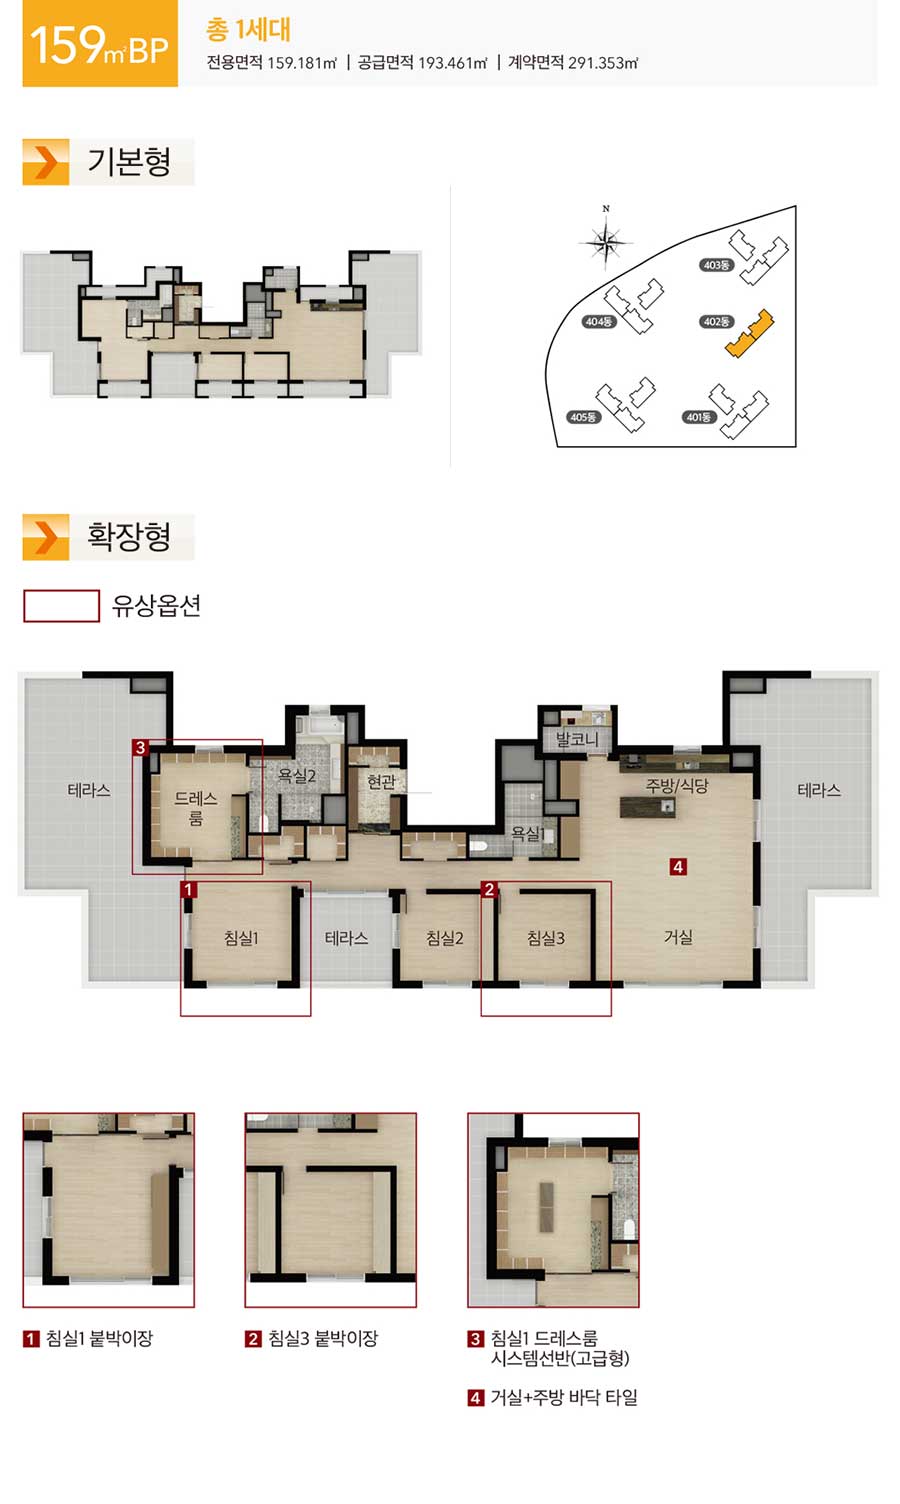 159㎡BP
총 1세대
전용면적 159.181㎡ | 공급면적 193.461㎡ | 계약면적 291.353㎡
기본형
N
403동
404동
402동
405동
401동
확장형
유상옵션
발코니
3
욕실2
현관
주방/식당
테라스
드레스
룸
테라스
욕실1
4
1
2
침실1
테라스
침실2
침실3
거실
1 침실1 붙박이장
2 침실3 붙박이장
3 침실1 드레스룸
시스템선반(고급형)
4 거실+주방 바닥 타일